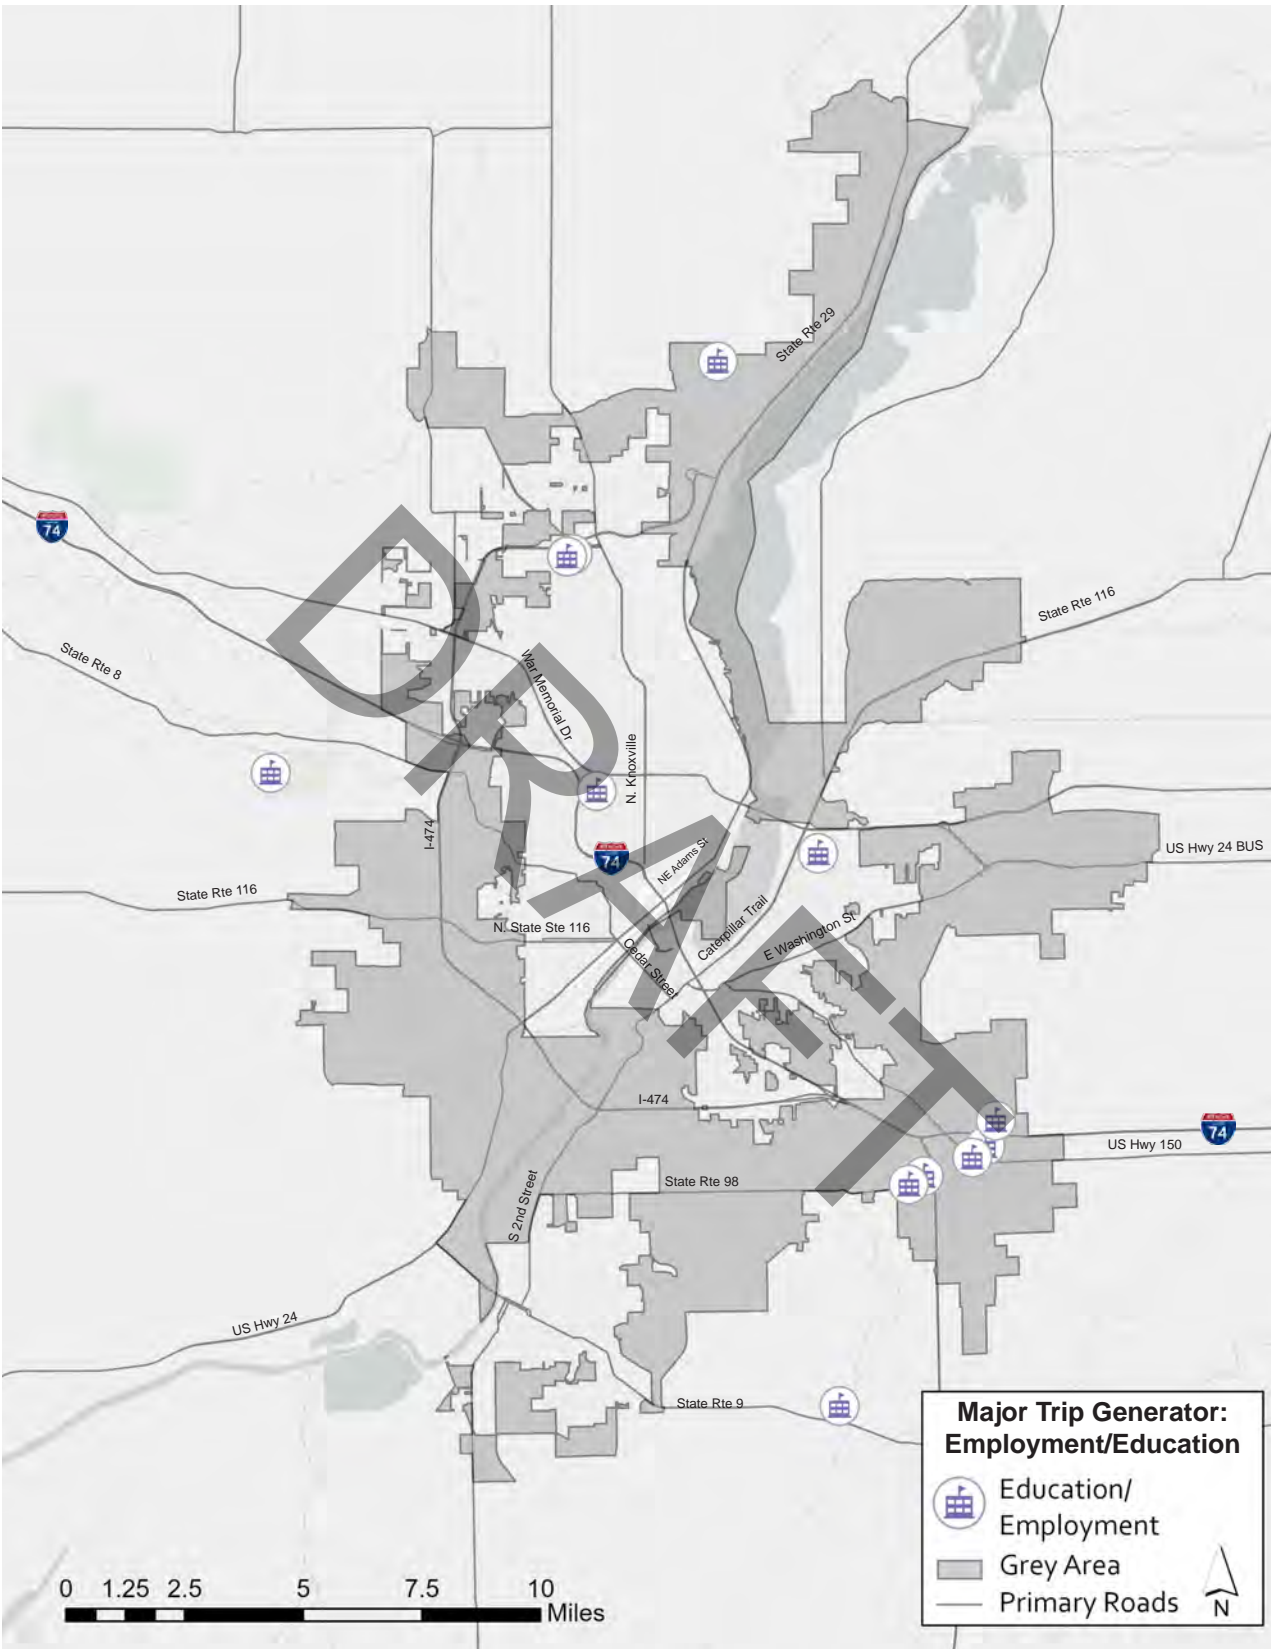 State Rte 29
74
State Rte 116
State Rte 8
War Memorial Dr
N. Knoxville
I-474
74
NE Adams St
US Hwy 24 BUS
State Rte 116
N. State Ste 116
Caterpillar Trail
E Washington St
Cedar Street
DRAFT
I-474
74
US Hwy 150
State Rte 98
S 2nd Street
US Hwy 24
State Rte 9
Major Trip Generator:
Employment/Education
Education/
Employment
Grey Area
Primary Roads
N
0 1.25 2.5 5 7.5 10
Miles